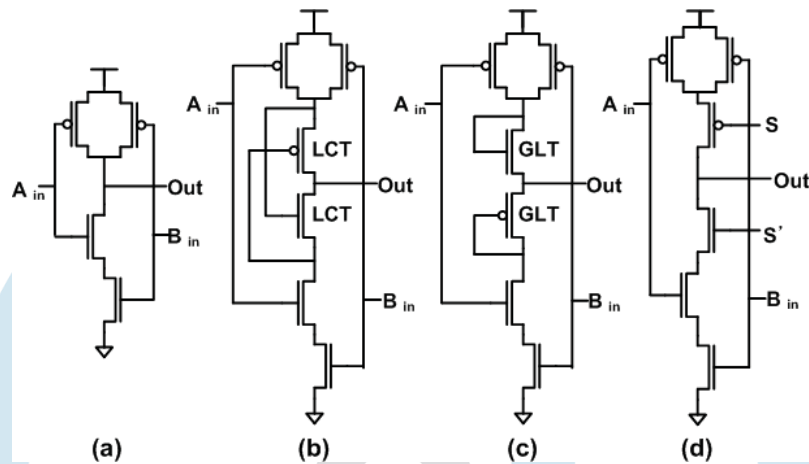 A in
Out
B in
(a)
A in
LCT
LCT
Out
B in
(b)
A in
GLT
GLT
Out
B in
(c)
A in
S
Out
S'
B in
(d)